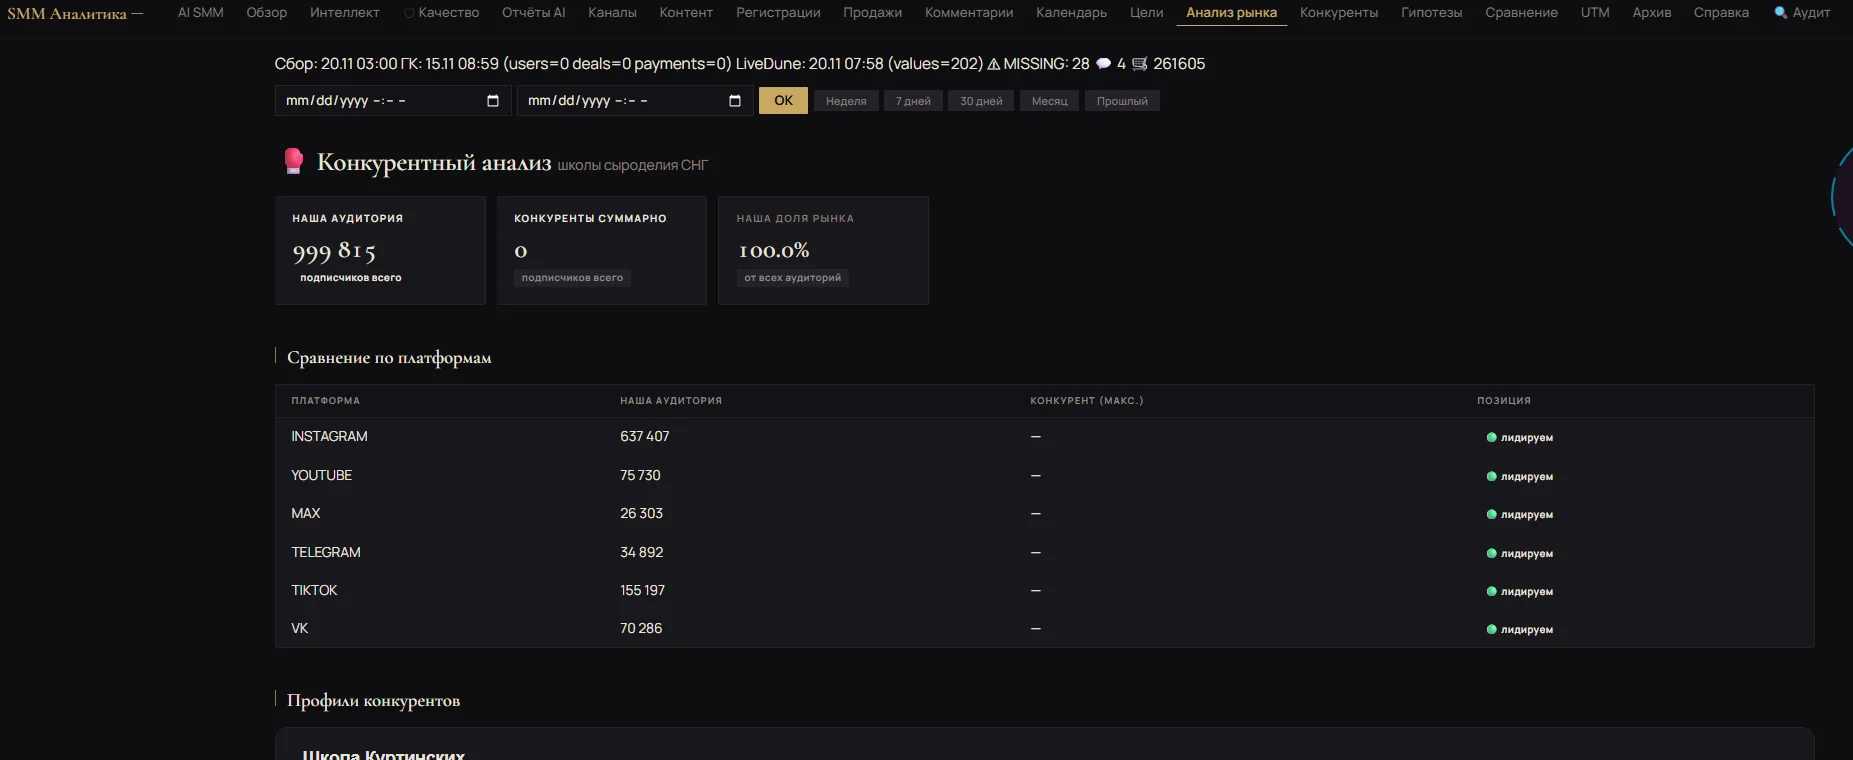 SMM Аналитика — AI SMM Обзор Интеллект Качество Отчёты AI Каналы Контент Регистрации Продажи Комментарии Календарь Цели Анализ рынка Конкуренты Гипотезы Сравнение UTM Архив Справка 🔍 Аудит
Сбор: 20.11 03:00 ГК: 15.11 08:59 (users=0 deals=0 payments=0) LiveDune: 20.11 07:58 (values=202) ⚠ MISSING: 28 💬 4 🛒 261605
mm/dd/yyyy --:-- mm/dd/yyyy --:-- OK Неделя 7 дней 30 дней Месяц Прошлый
🥊 Конкурентный анализ школы сыроделия СНГ
НАША АУДИТОРИЯ КОНКУРЕНТЫ СУММАРНО НАША ДОЛЯ РЫНКА
999 815 0 100.0%
подписчиков всего подписчиков всего от всех аудиторий
Сравнение по платформам
ПЛАТФОРМА НАША АУДИТОРИЯ КОНКУРЕНТ (МАКС.) ПОЗИЦИЯ
INSTAGRAM 637 407 — лидируем
YOUTUBE 75 730 — лидируем
MAX 26 303 — лидируем
TELEGRAM 34 892 — лидируем
TIKTOK 155 197 — лидируем
VK 70 286 — лидируем
Профили конкурентов
Школа Куртинских